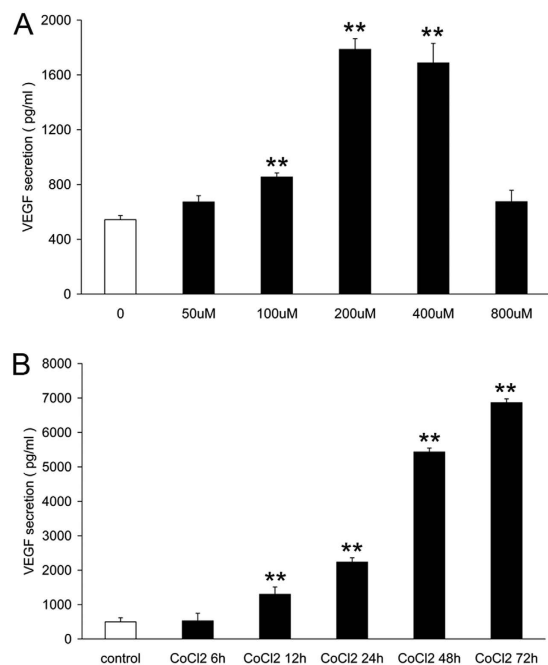 A
VEGF secretion ( pg/ml )
2000
1600
1200
800
400
0
** ** **
0 50uM 100uM 200uM 400uM 800uM
B
VEGF secretion ( pg/ml )
8000
7000
6000
5000
4000
3000
2000
1000
0
** ** ** **
control CoCl2 6h CoCl2 12h CoCl2 24h CoCl2 48h CoCl2 72h